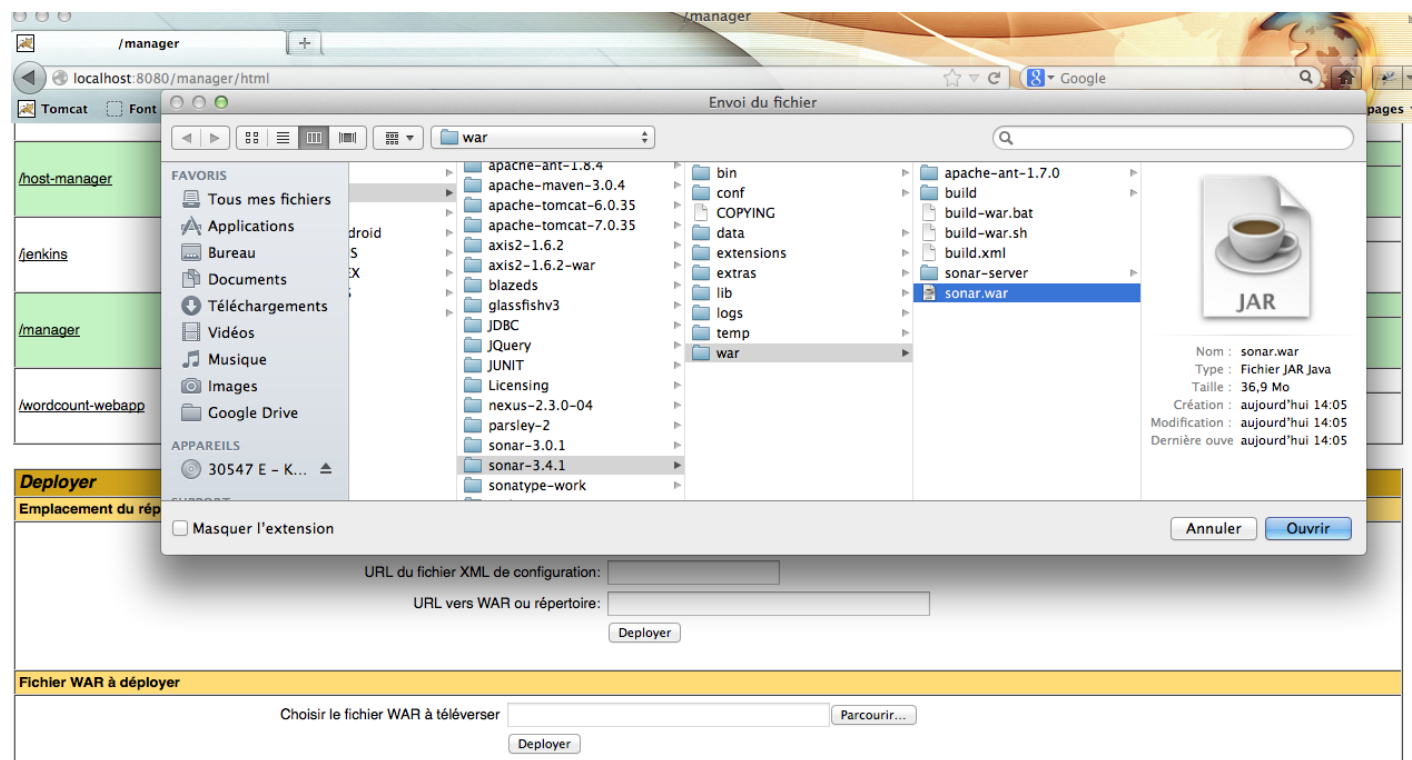 /manager
/manager
localhost:8080/manager/html
Google
Tomcat
Font
pages
Envoi du fichier
war
/host-manager
/jenkins
/manager
/wordcount-webapp
FAVORIS
Tous mes fichiers
Applications
Bureau
Documents
Téléchargements
Vidéos
Musique
Images
Google Drive
APPAREILS
30547 E – K...
droid
S
EX
S
apache-ant-1.8.4
apache-maven-3.0.4
apache-tomcat-6.0.35
apache-tomcat-7.0.35
axis2-1.6.2
axis2-1.6.2-war
blazeds
glassfishv3
JDBC
JQuery
JUNIT
Licensing
nexus-2.3.0-04
parsley-2
sonar-3.0.1
sonar-3.4.1
sonatype-work
bin
conf
COPYING
data
extensions
extras
lib
logs
temp
war
apache-ant-1.7.0
build
build-war.bat
build-war.sh
build.xml
sonar-server
sonar.war
JAR
Nom : sonar.war
Type : Fichier JAR Java
Taille : 36,9 Mo
Création : aujourd'hui 14:05
Modification : aujourd'hui 14:05
Dernière ouve aujourd'hui 14:05
Masquer l'extension
Annuler
Ouvrir
Deployer
Emplacement du rép
URL du fichier XML de configuration:
URL vers WAR ou répertoire:
Deployer
Fichier WAR à déployer
Choisir le fichier WAR à téléverser
Parcourir...
Deployer